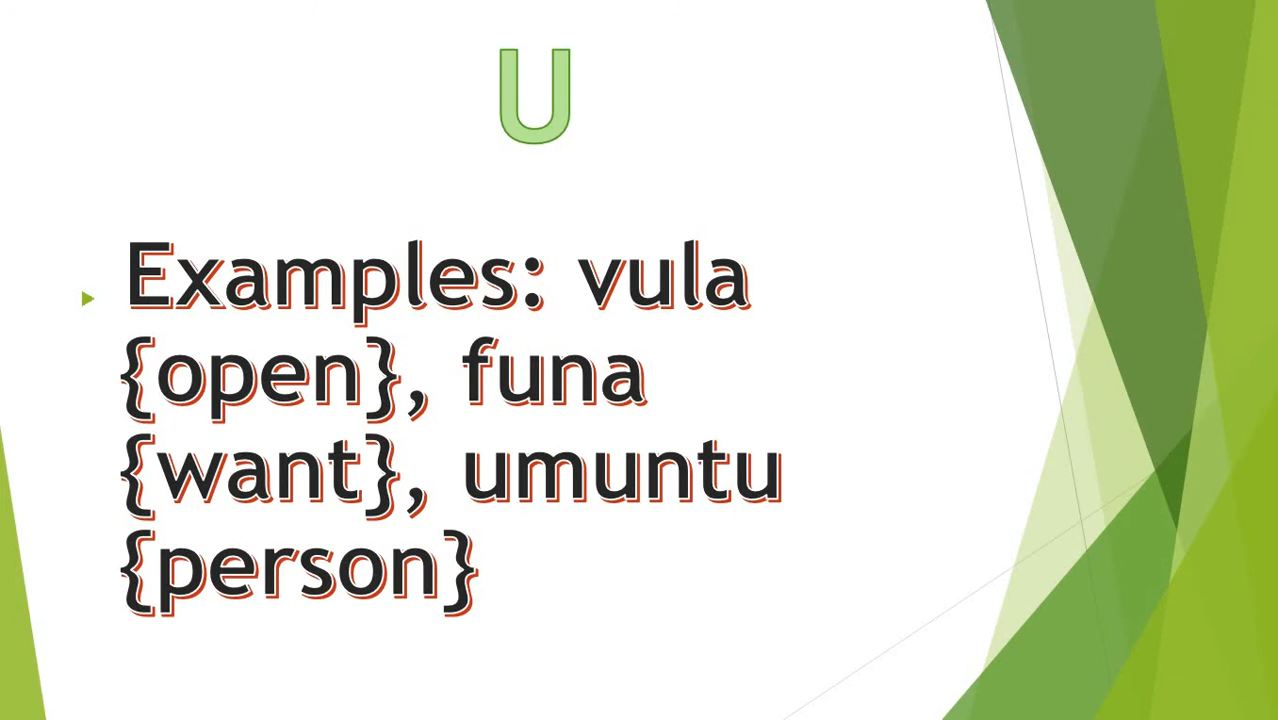 U
Examples: vula
{open}, funa
{want}, umuntu
{person}